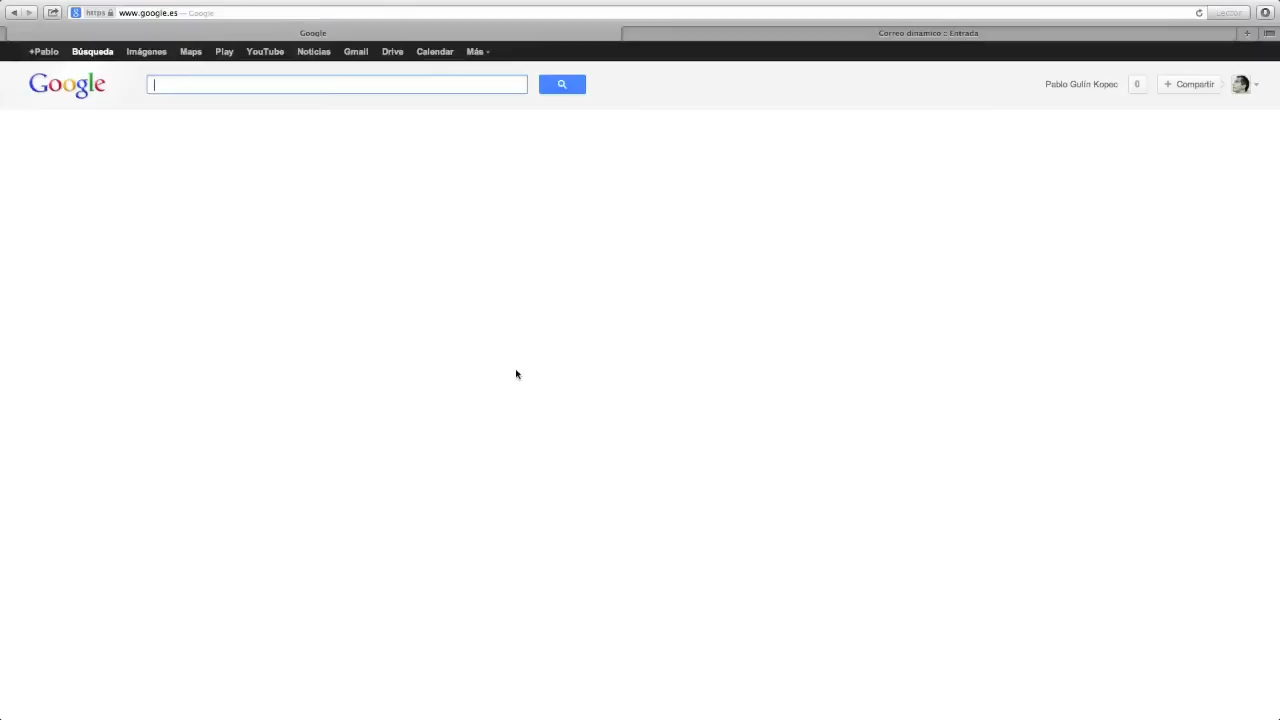 https www.google.es — Google
Lector
Google
Correo dinamico :: Entrada
+Pablo Búsqueda Imágenes Maps Play YouTube Noticias Gmail Drive Calendar Más
Google
Pablo Gulín Kopec 0 + Compartir